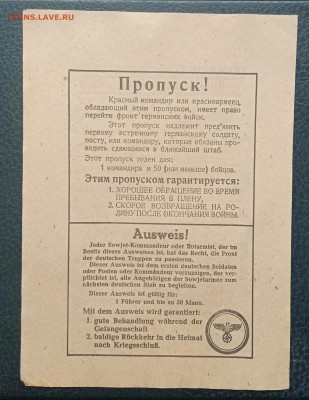 COINS.LAVE.RU
Пропуск!
Красный командир или красноармеец,
обладающий этим пропуском, имеет право
перейти фронт германских войск.
Этот пропуск надлежит пред'явить
первому встречному германскому солдату,
посту, или командиру, которые обязаны про-
водить сдающихся в ближайший штаб.
Этот пропуск годен для:
1 командира и 50 (или меньше) бойцов.
Этим пропуском гарантируется:
1. ХОРОШЕЕ ОБРАЩЕНИЕ ВО ВРЕМЯ
ПРЕБЫВАНИЯ В ПЛЕНУ,
2. СКОРОЕ ВОЗВРАЩЕНИЕ НА РО-
ДИНУ ПОСЛЕ ОКОНЧАНИЯ ВОЙНЫ.
Ausweis!
Jeder Sowjet-Kommandeur oder Rotarmist, der im
Besitz dieses Ausweises ist, hat das Recht, die Front
der deutschen Truppen zu passieren.
Dieser Ausweis ist dem ersten deutschen Soldaten
oder Posten oder Kommandeur vorzuzeigen, der ver-
pflichtet ist, alle Angehörigen der Sowjetarmee zum
nächsten deutschen Stab zu begleiten.
Dieser Ausweis ist gültig für:
1 Führer und bis zu 50 Mann.
Mit dem Ausweis wird garantiert:
1. gute Behandlung während der
Gefangenschaft
2. baldige Rückkehr in die Heimat
nach Kriegsschluß.